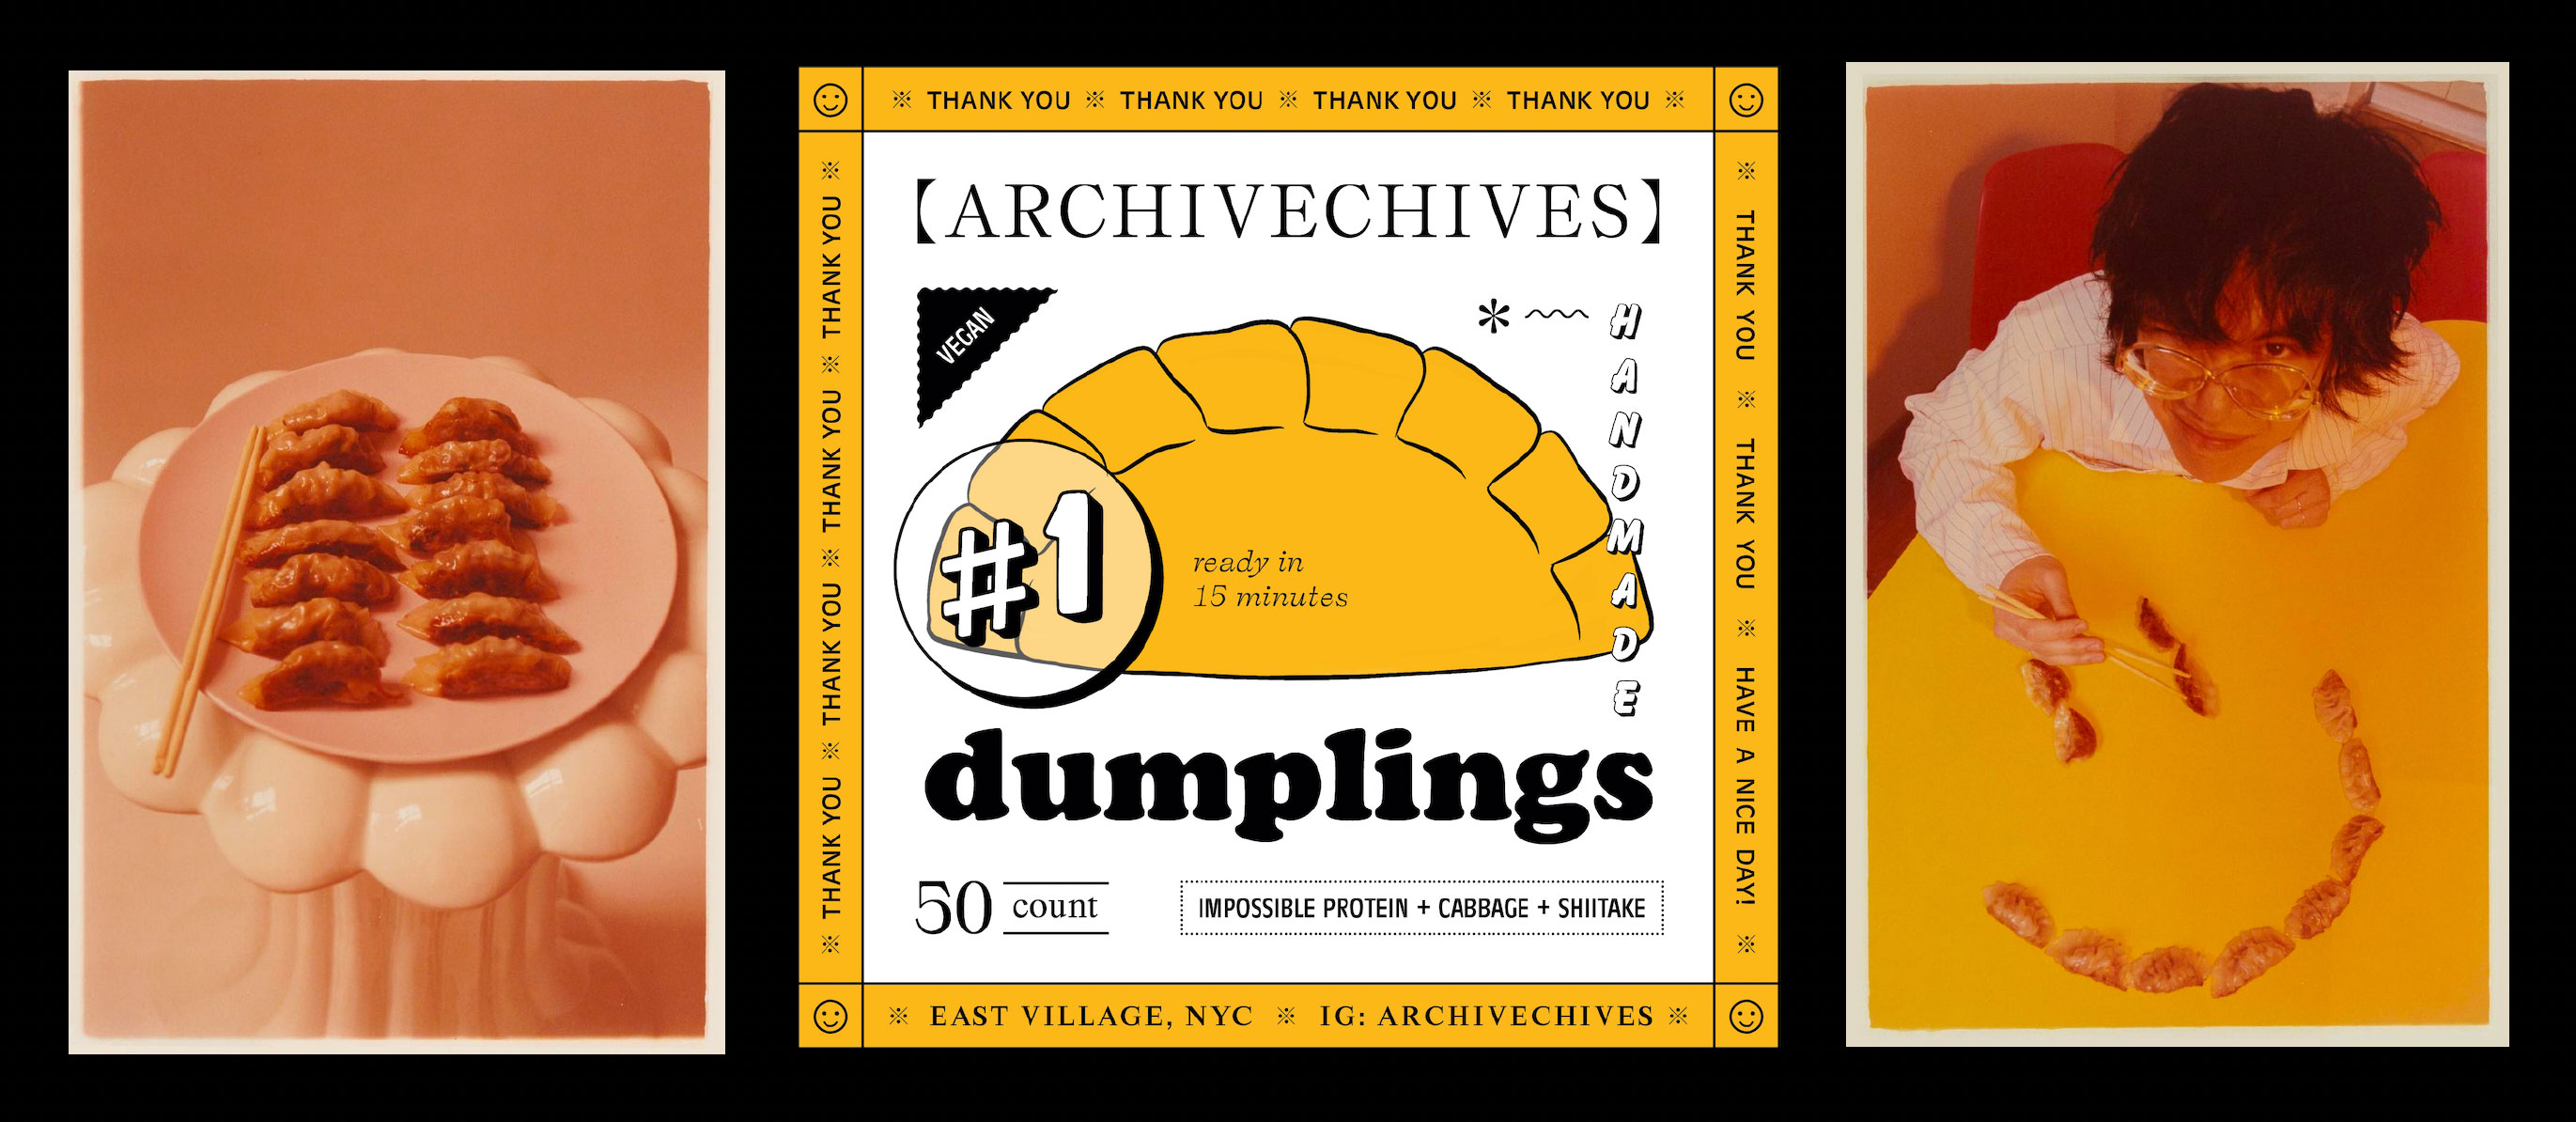 ※ THANK YOU ※ THANK YOU ※ THANK YOU ※ THANK YOU ※
※ THANK YOU ※ THANK YOU ※ THANK YOU ※ THANK YOU ※
【ARCHIVECHIVES】
VEGAN
* HANDMADE
#1
ready in
15 minutes
dumplings
50 count
IMPOSSIBLE PROTEIN + CABBAGE + SHIITAKE
※ THANK YOU ※ THANK YOU ※ HAVE A NICE DAY! ※
※ EAST VILLAGE, NYC ※ IG: ARCHIVECHIVES ※